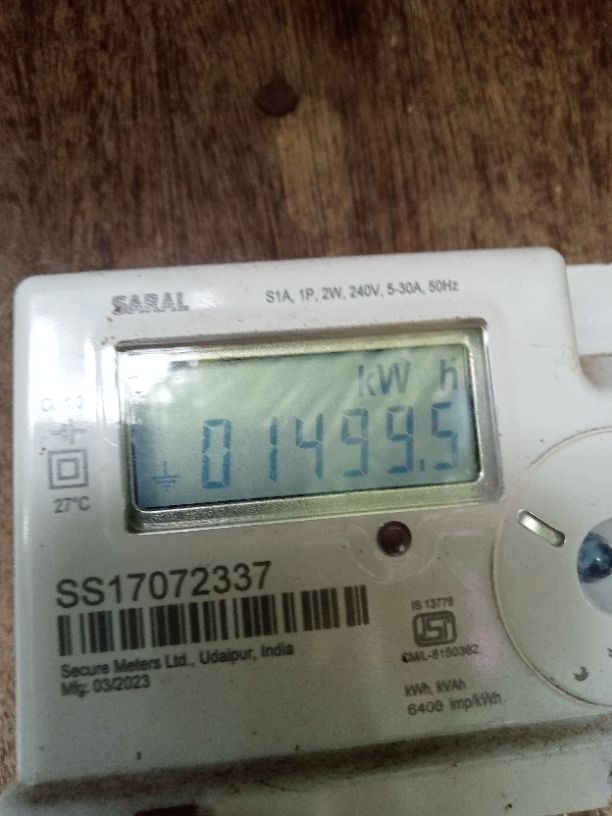 SARAL
S1A, 1P, 2W, 240V, 5-30A, 50Hz
kW h
01499.5
27°C
SS17072337
Secure Meters Ltd., Udaipur, India
Mfg: 03/2023
IS 13779
CM/L-8150362
kWh, kVAh
6400 imp/kWh